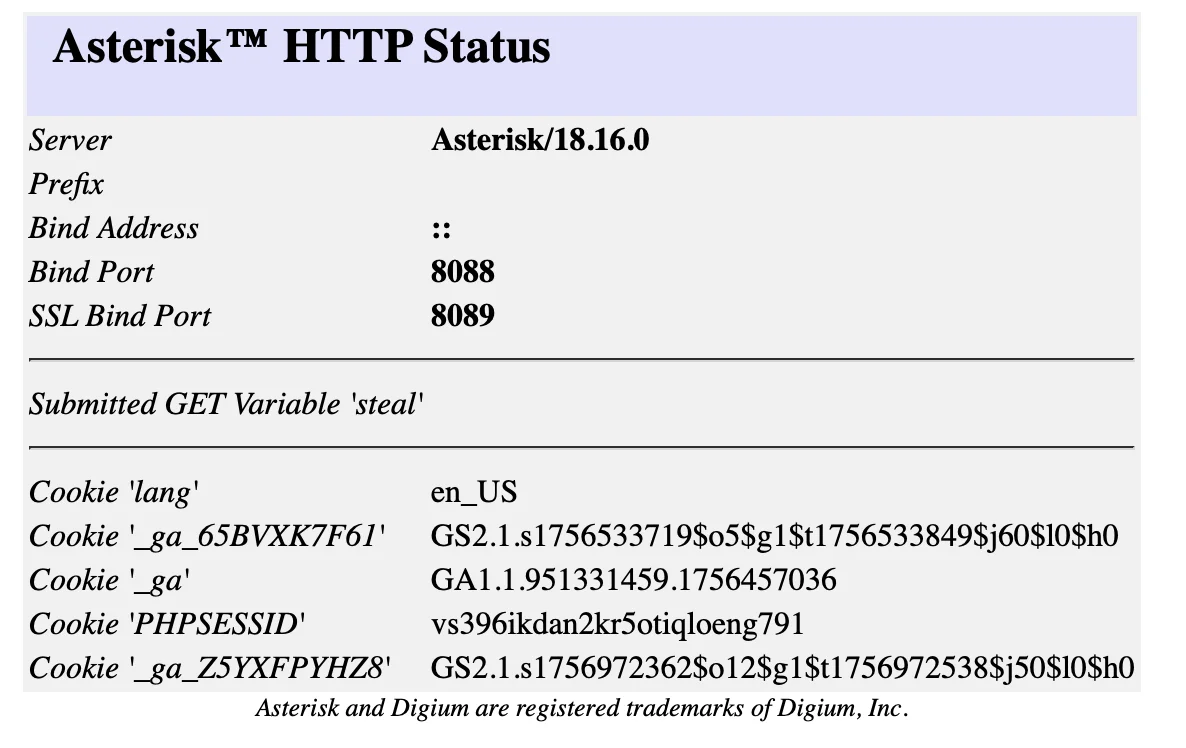 Asterisk™ HTTP Status
Server Asterisk/18.16.0
Prefix
Bind Address ::
Bind Port 8088
SSL Bind Port 8089
Submitted GET Variable 'steal'
Cookie 'lang' en_US
Cookie '_ga_65BVXK7F61' GS2.1.s1756533719$o5$g1$t1756533849$j60$l0$h0
Cookie '_ga' GA1.1.951331459.1756457036
Cookie 'PHPSESSID' vs396ikdan2kr5otiqloeng791
Cookie '_ga_Z5YXFPYHZ8' GS2.1.s1756972362$o12$g1$t1756972538$j50$l0$h0
Asterisk and Digium are registered trademarks of Digium, Inc.